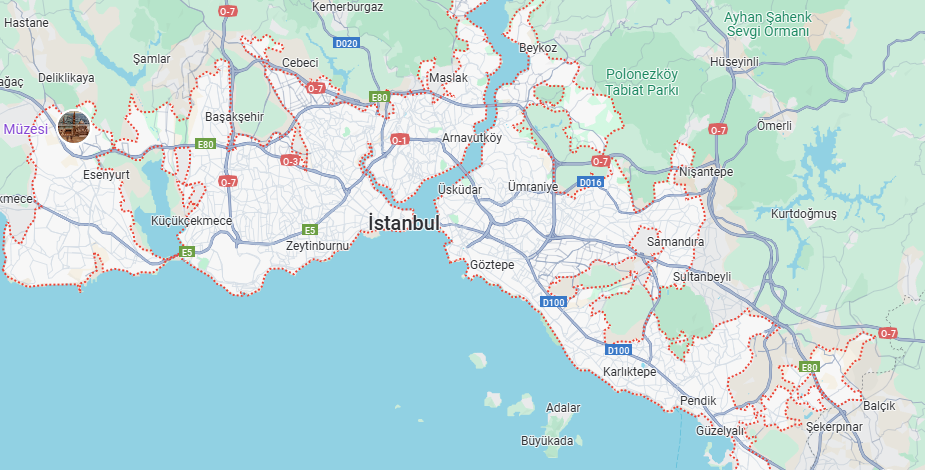 Kemerburgaz
O-7
Hastane
Ayhan Şahenk
Sevgi Ormanı
D020
Beykoz
Şamlar
Cebeci
Hüseyinli
Deliklikaya
Maslak
Polonezköy
Tabiat Parkı
O-7
ağaç
E80
Başakşehir
Müzesi
Ömerli
O-7
Arnavutköy
O-1
E80
O-3
O-7
Esenyurt
Nişantepe
O-7
D016
Üsküdar
Ümraniye
kmece
Küçükçekmece
Kurtdoğmuş
İstanbul
E5
Zeytinburnu
Samandıra
E5
Göztepe
Sultanbeyli
D100
O-7
D100
E80
Karlıktepe
Pendik
Balçık
Adalar
Güzelyalı
Şekerpınar
Büyükada